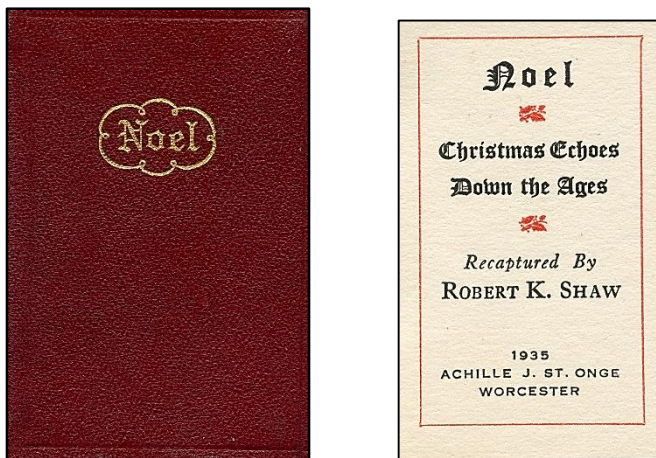 Noel
Noel
Christmas Echoes
Down the Ages
Recaptured By
ROBERT K. SHAW
1935
ACHILLE J. ST. ONGE
WORCESTER